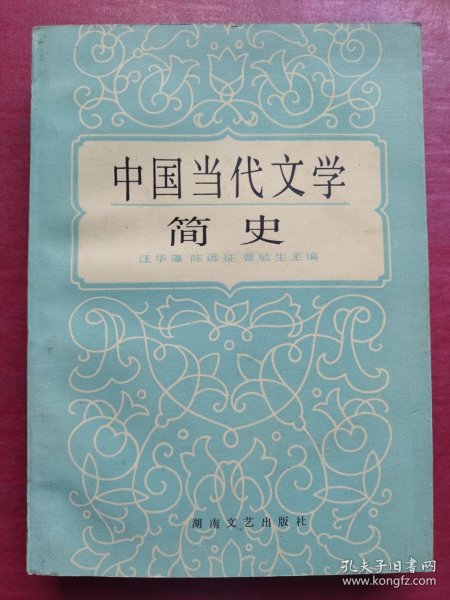 中国当代文学
简史
汪华藻 陈远征 曹毓生主编
湖南文艺出版社
孔夫子旧书网
www.kongfz.com